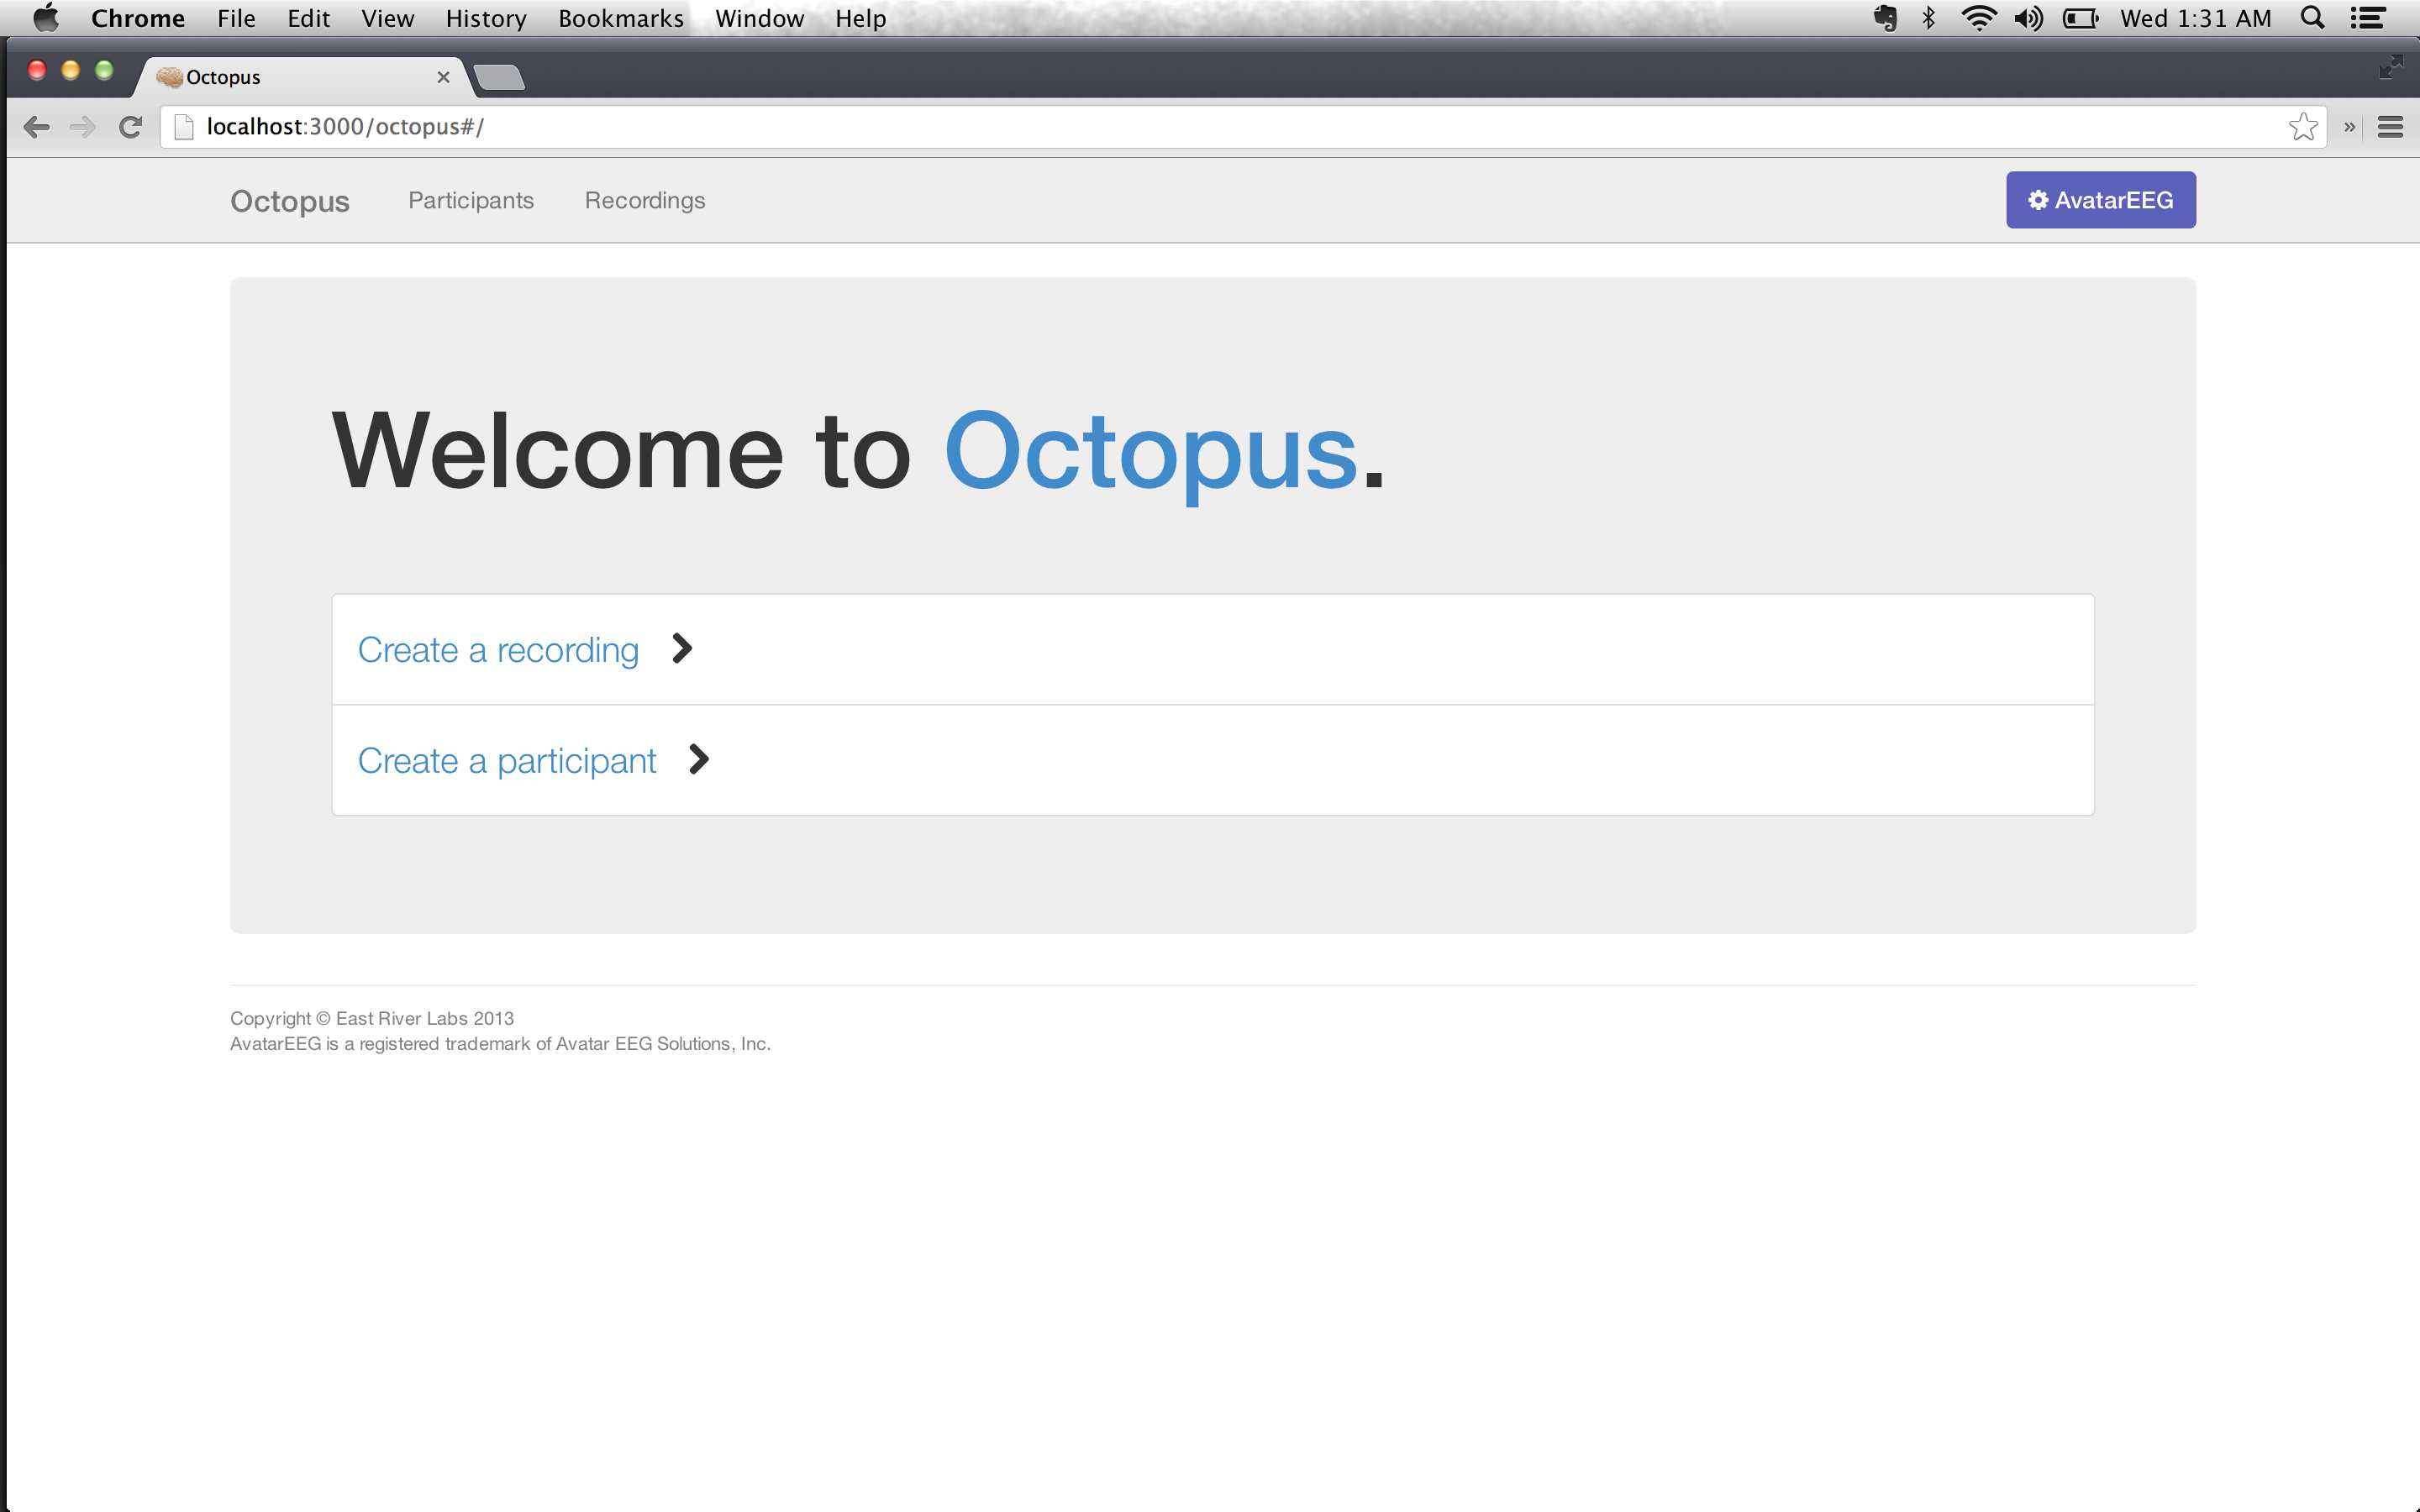 Chrome File Edit View History Bookmarks Window Help Wed 1:31 AM
Octopus
localhost:3000/octopus#/
Octopus Participants Recordings AvatarEEG
Welcome to Octopus.
Create a recording
Create a participant
Copyright © East River Labs 2013
AvatarEEG is a registered trademark of Avatar EEG Solutions, Inc.